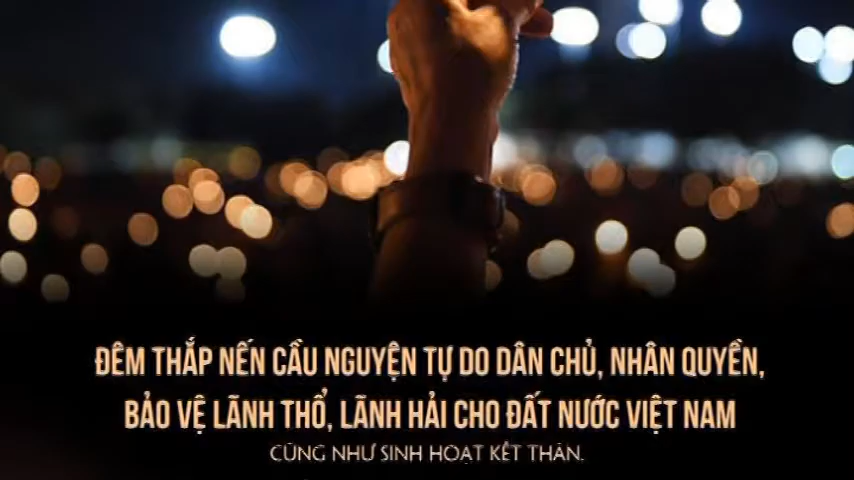 ĐÊM THẮP NẾN CẦU NGUYỆN TỰ DO DÂN CHỦ, NHÂN QUYỀN,
BẢO VỆ LÃNH THỔ, LÃNH HẢI CHO ĐẤT NƯỚC VIỆT NAM
CŨNG NHƯ SINH HOẠT KẾT THÂN.